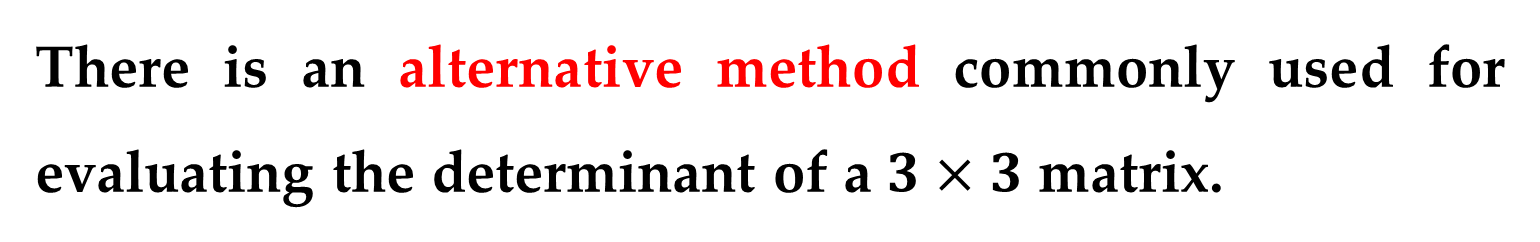 There is an alternative method commonly used for
evaluating the determinant of a 3 × 3 matrix.